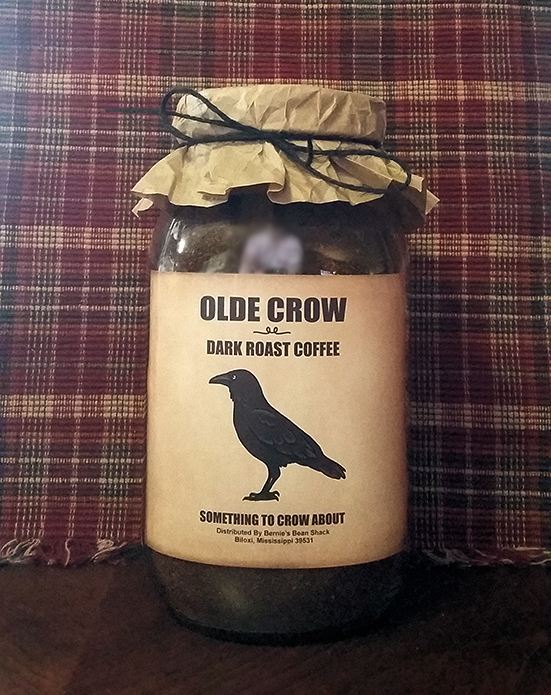 OLDE CROW
DARK ROAST COFFEE
SOMETHING TO CROW ABOUT
Distributed By Bernie's Bean Shack
Biloxi, Mississippi 39531